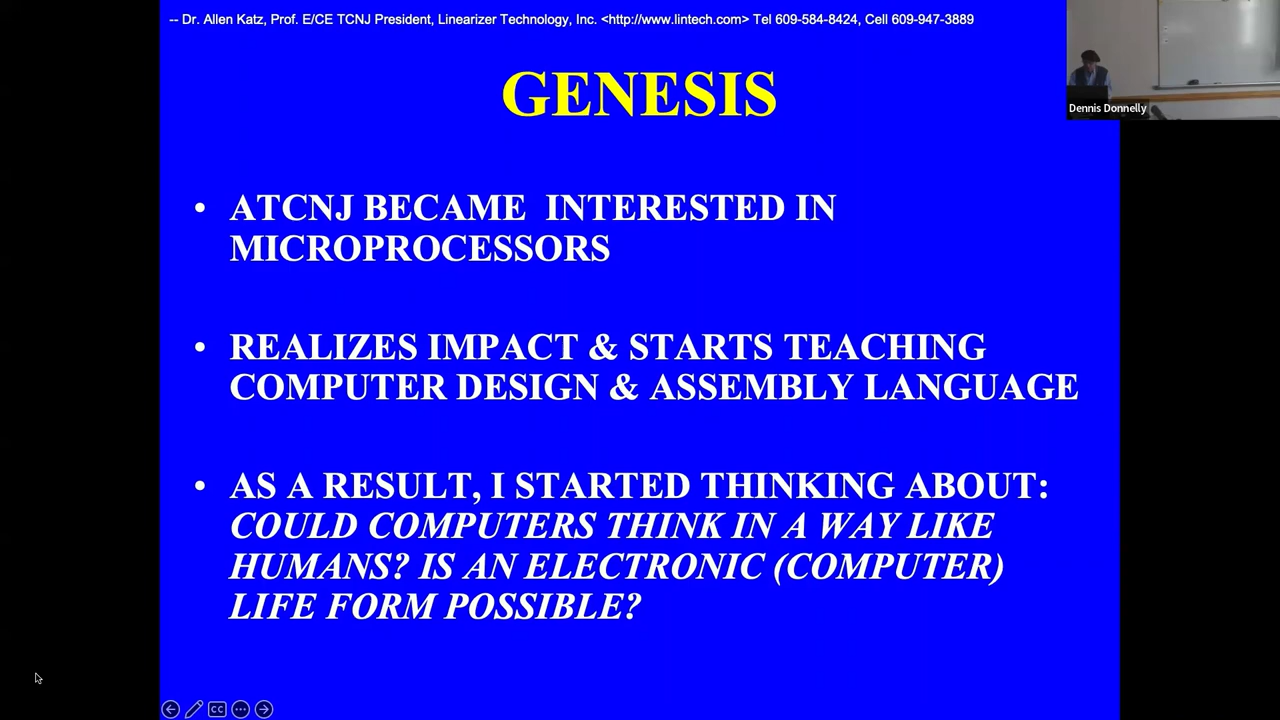 -- Dr. Allen Katz, Prof. E/CE TCNJ President, Linearizer Technology, Inc. <http://www.lintech.com> Tel 609-584-8424, Cell 609-947-3889
GENESIS
Dennis Donnelly
• ATCNJ BECAME INTERESTED IN
MICROPROCESSORS
• REALIZES IMPACT & STARTS TEACHING
COMPUTER DESIGN & ASSEMBLY LANGUAGE
• AS A RESULT, I STARTED THINKING ABOUT:
COULD COMPUTERS THINK IN A WAY LIKE
HUMANS? IS AN ELECTRONIC (COMPUTER)
LIFE FORM POSSIBLE?
CC